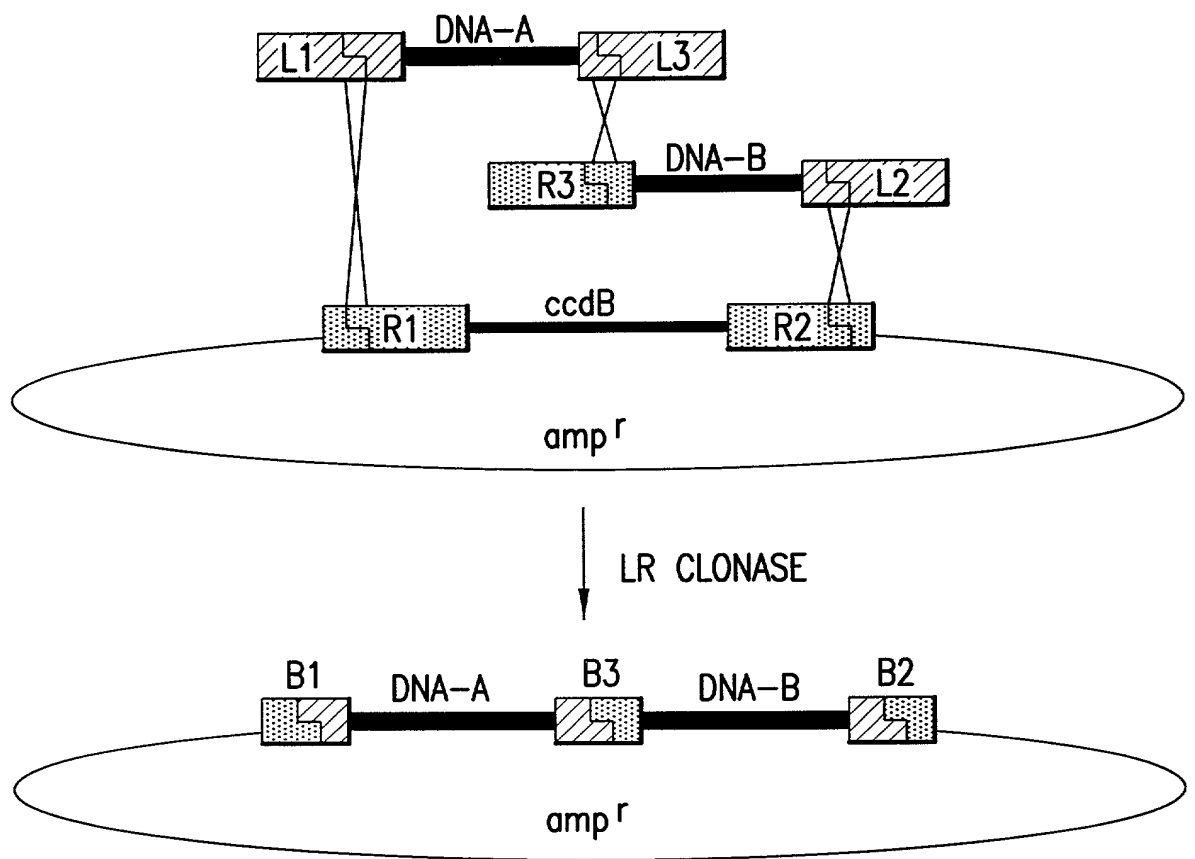 DNA-A
L1
L3
DNA-B
R3
L2
ccdB
R1
R2
amp r
LR CLONASE
B1
DNA-A
B3
DNA-B
B2
amp r